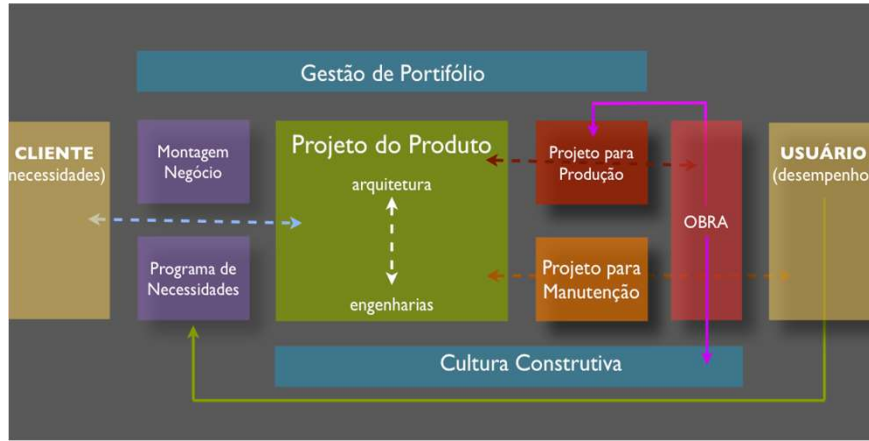 Gestão de Portifólio
CLIENTE
necessidades)
Montagem
Negócio
Programa de
Necessidades
Projeto do Produto
arquitetura
engenharias
Projeto para
Produção
Projeto para
Manutenção
OBRA
USUÁRIO
(desempenho
Cultura Construtiva